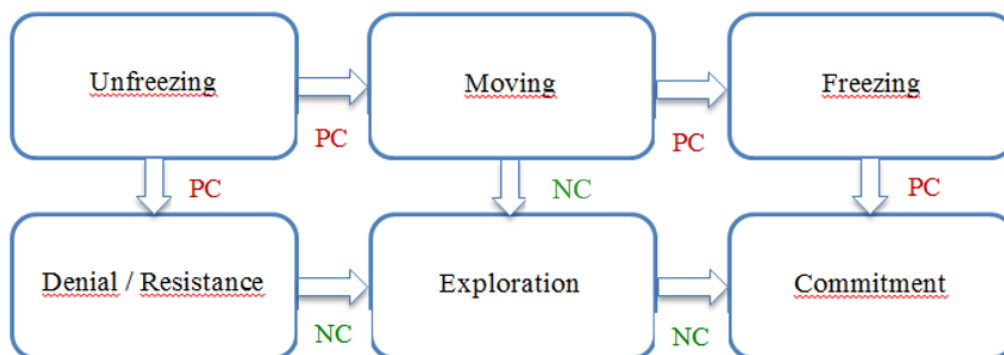 Unfreezing
Moving
Freezing
PC
PC
PC
NC
PC
Denial / Resistance
Exploration
Commitment
NC
NC